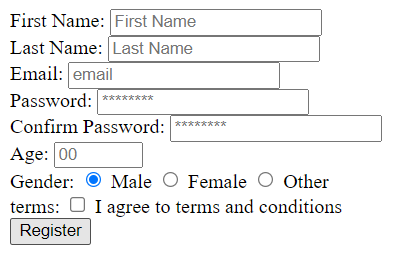 First Name: First Name
Last Name: Last Name
Email: email
Password: ********
Confirm Password: ********
Age: 00
Gender: Male Female Other
terms: I agree to terms and conditions
Register